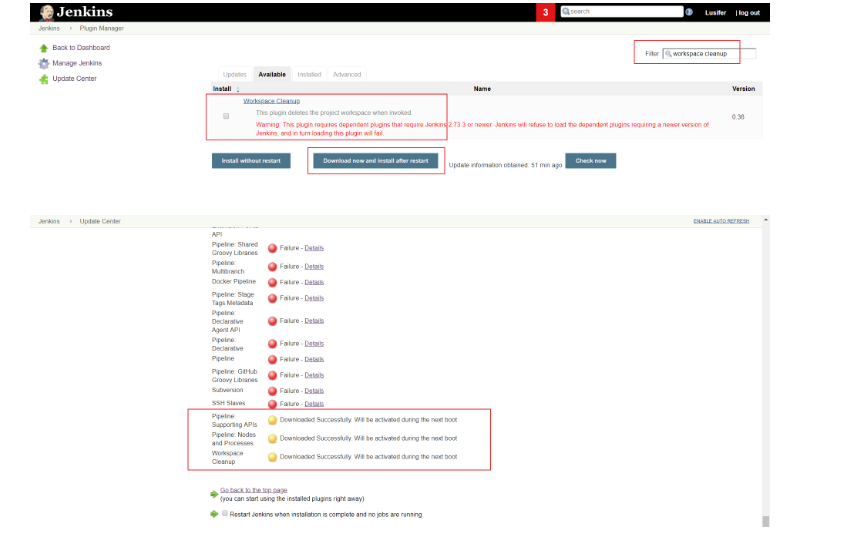 Jenkins
3
search
Lusifer
| log out
Jenkins
Plugin Manager
Back to Dashboard
Manage Jenkins
Update Center
Filter:
workspace cleanup
Updates
Available
Installed
Advanced
Install ↓
Name
Version
Workspace Cleanup
This plugin deletes the project workspace when invoked.
Warning: This plugin requires dependent plugins that require Jenkins 2.73.3 or newer. Jenkins will refuse to load the dependent plugins requiring a newer version of
Jenkins, and in turn loading this plugin will fail.
Install without restart
Download now and install after restart
Update information obtained: 51 min ago
Check now
Jenkins
Update Center
ENABLE AUTO REFRESH
API
Pipeline: Shared
Groovy Libraries
Failure - Details
Pipeline:
Multibranch
Failure - Details
Docker Pipeline
Failure - Details
Pipeline: Stage
Tags Metadata
Failure - Details
Pipeline:
Declarative
Agent API
Failure - Details
Pipeline:
Declarative
Failure - Details
Pipeline
Failure - Details
Pipeline: GitHub
Groovy Libraries
Failure - Details
Subversion
Failure - Details
SSH Slaves
Failure - Details
Pipeline:
Supporting APIs
Downloaded Successfully. Will be activated during the next boot
Pipeline: Nodes
and Processes
Downloaded Successfully. Will be activated during the next boot
Workspace
Cleanup
Downloaded Successfully. Will be activated during the next boot
Go back to the top page
(you can start using the installed plugins right away)
Restart Jenkins when installation is complete and no jobs are running